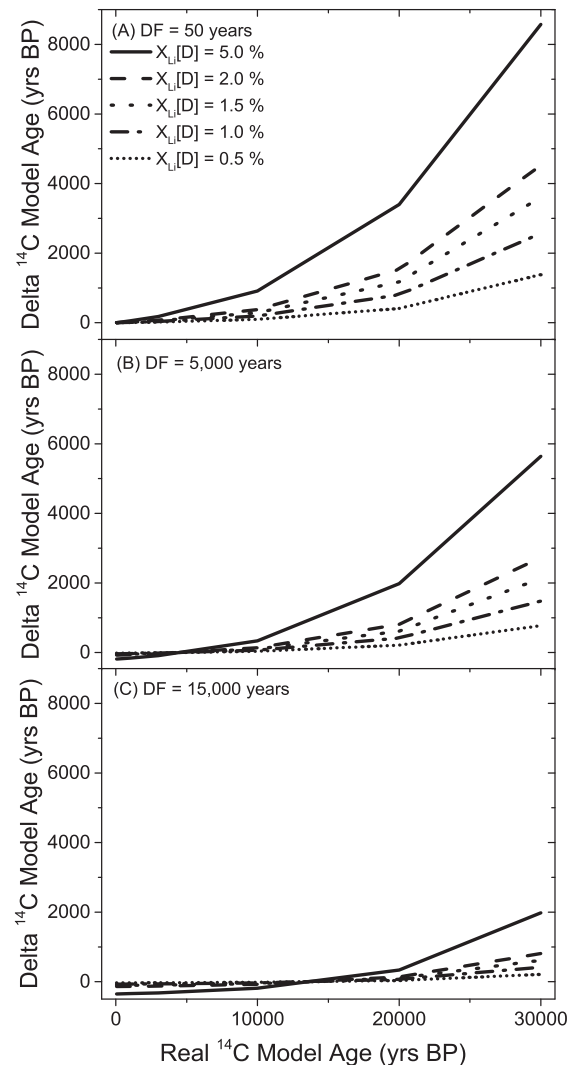 (A) DF = 50 years
X_Li[D] = 5.0 %
X_Li[D] = 2.0 %
X_Li[D] = 1.5 %
X_Li[D] = 1.0 %
X_Li[D] = 0.5 %
8000
6000
4000
2000
0
Delta ¹⁴C Model Age (yrs BP)
(B) DF = 5,000 years
8000
6000
4000
2000
0
Delta ¹⁴C Model Age (yrs BP)
(C) DF = 15,000 years
8000
6000
4000
2000
0
Delta ¹⁴C Model Age (yrs BP)
0 10000 20000 30000
Real ¹⁴C Model Age (yrs BP)